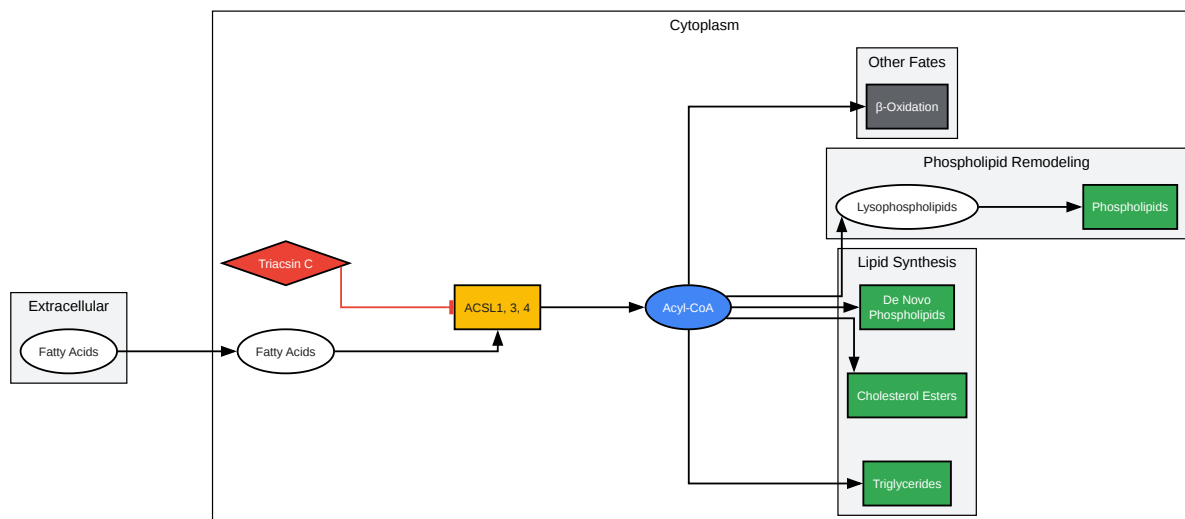 Cytoplasm
Other Fates
β-Oxidation
Phospholipid Remodeling
Lysophospholipids
Phospholipids
Triacsin C
Lipid Synthesis
Extracellular
ACSL1, 3, 4
Acyl-CoA
De Novo
Phospholipids
Fatty Acids
Fatty Acids
Cholesterol Esters
Triglycerides